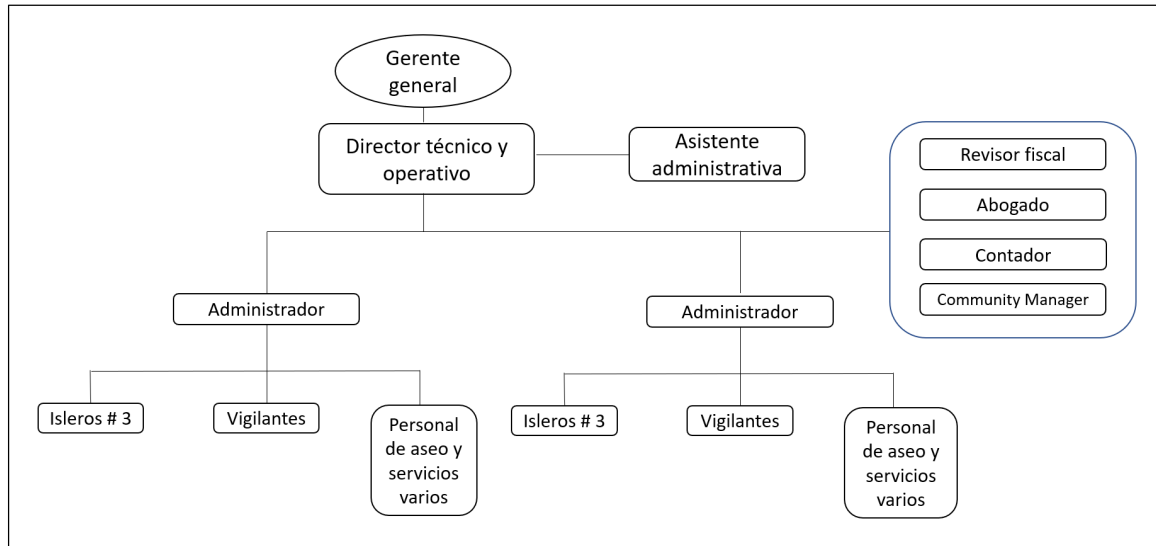 Gerente
general
Director técnico y
operativo
Asistente
administrativa
Revisor fiscal
Abogado
Contador
Community Manager
Administrador
Administrador
Isleros # 3
Vigilantes
Personal
de aseo y
servicios
varios
Isleros # 3
Vigilantes
Personal
de aseo y
servicios
varios